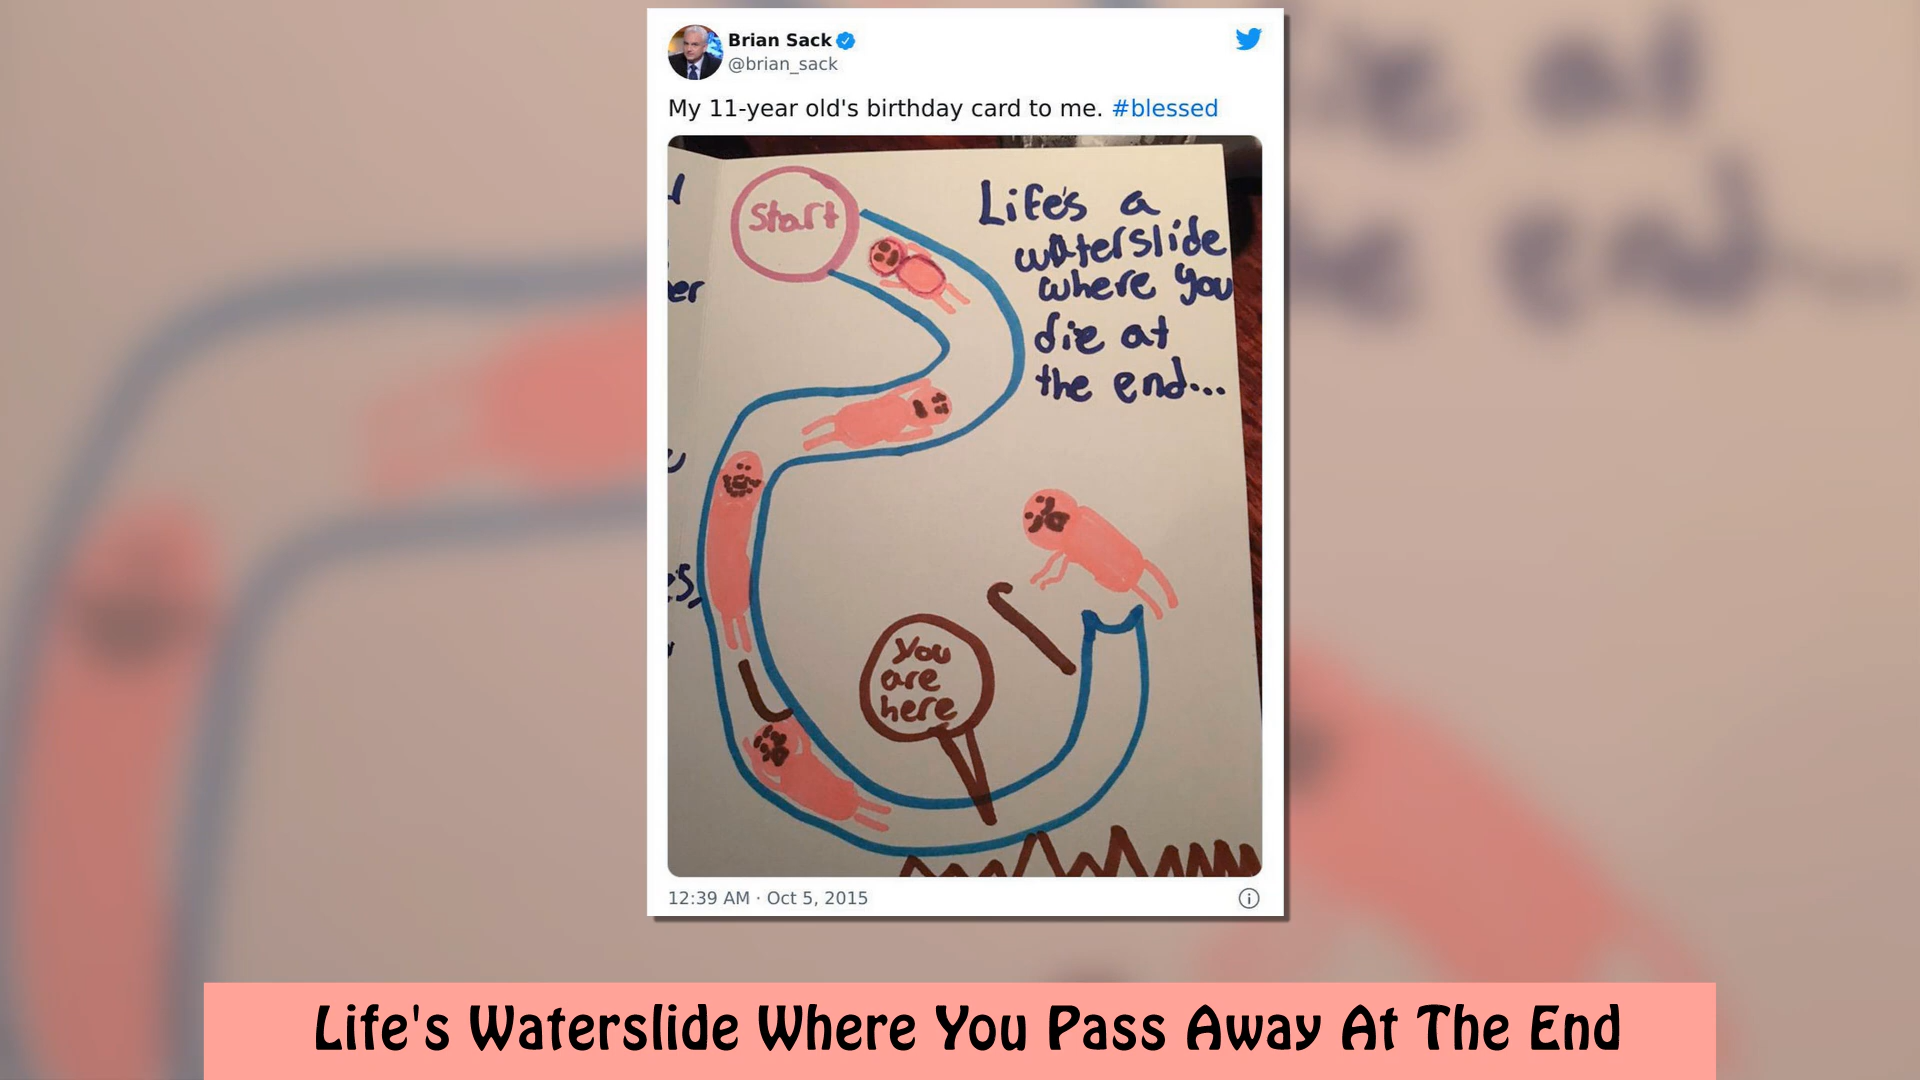 Brian Sack
@brian_sack
My 11-year old's birthday card to me. #blessed
Start
Life's a
waterslide
where you
die at
the end...
er
es,
You
are
here
12:39 AM · Oct 5, 2015
Life's Waterslide Where You Pass Away At The End